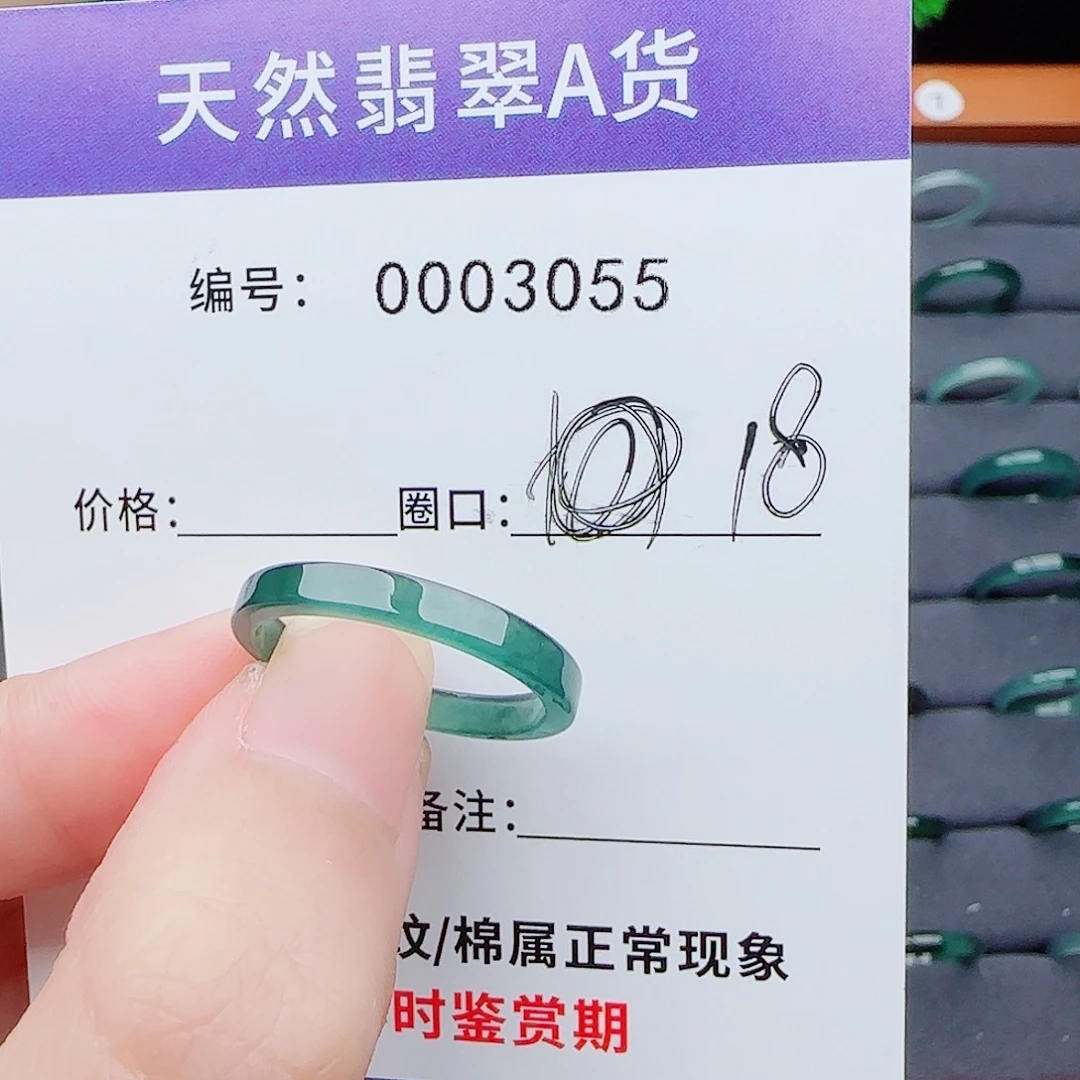 天然翡翠A货
编号： 0003055
价格： 圈口： 18
备注：
纹/棉属正常现象
时鉴赏期